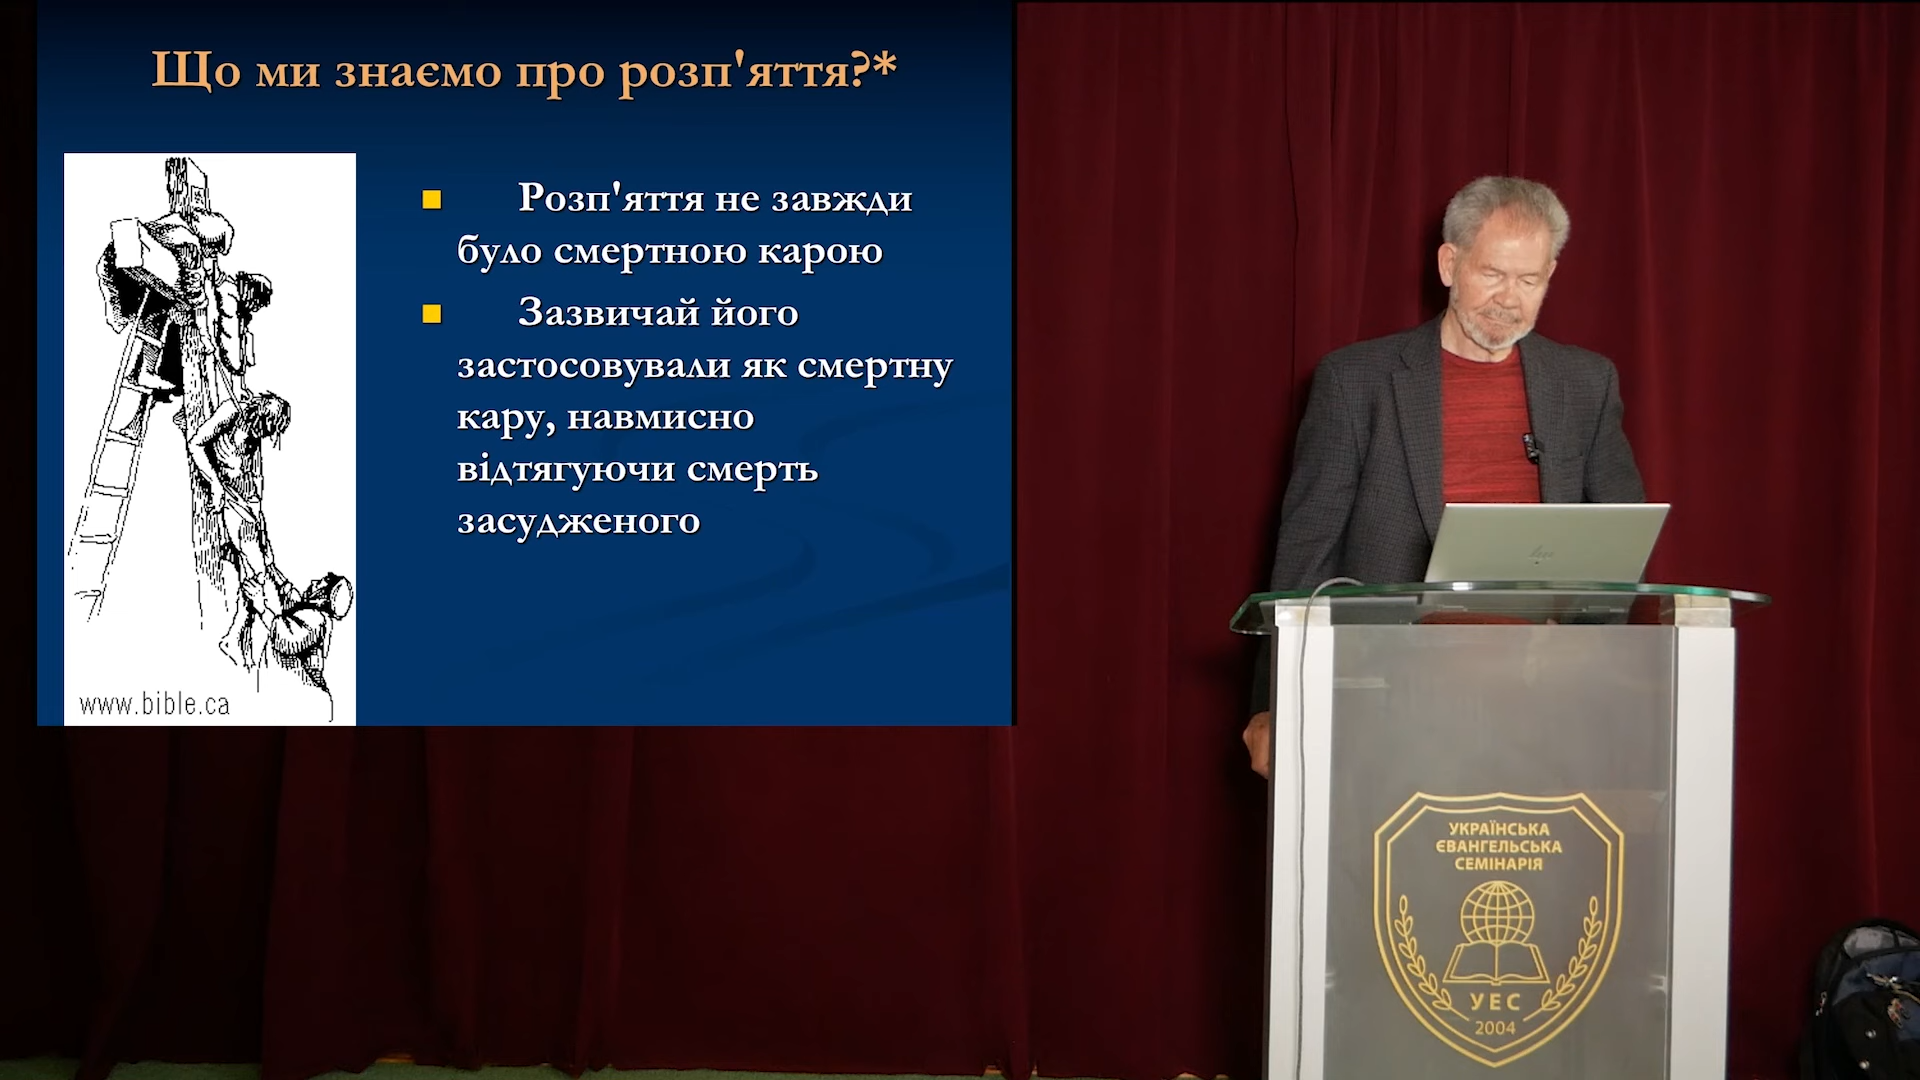 Що ми знаємо про розп'яття?*
Розп'яття не завжди
було смертною карою
Зазвичай його
застосовували як смертну
кару, навмисно
відтягуючи смерть
засудженого
www.bible.ca
УКРАЇНСЬКА
ЄВАНГЕЛЬСЬКА
СЕМІНАРІЯ
УЕС
2004